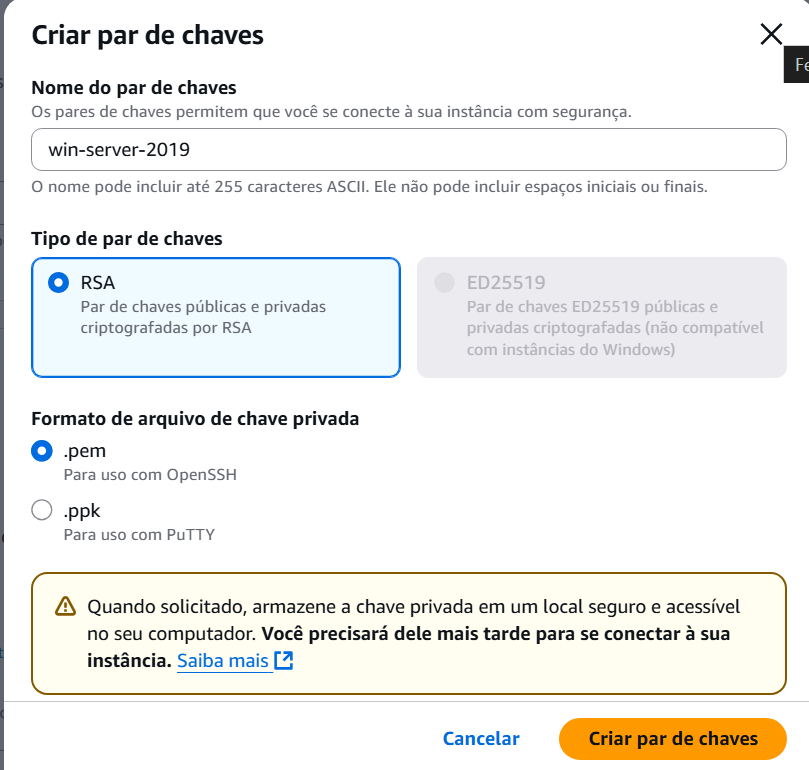 Criar par de chaves
Fe
Nome do par de chaves
Os pares de chaves permitem que você se conecte à sua instância com segurança.
win-server-2019
O nome pode incluir até 255 caracteres ASCII. Ele não pode incluir espaços iniciais ou finais.
Tipo de par de chaves
RSA
Par de chaves públicas e privadas
criptografadas por RSA
ED25519
Par de chaves ED25519 públicas e
privadas criptografadas (não compatível
com instâncias do Windows)
Formato de arquivo de chave privada
.pem
Para uso com OpenSSH
.ppk
Para uso com PuTTY
Quando solicitado, armazene a chave privada em um local seguro e acessível
no seu computador. Você precisará dele mais tarde para se conectar à sua
instância. Saiba mais
Cancelar
Criar par de chaves